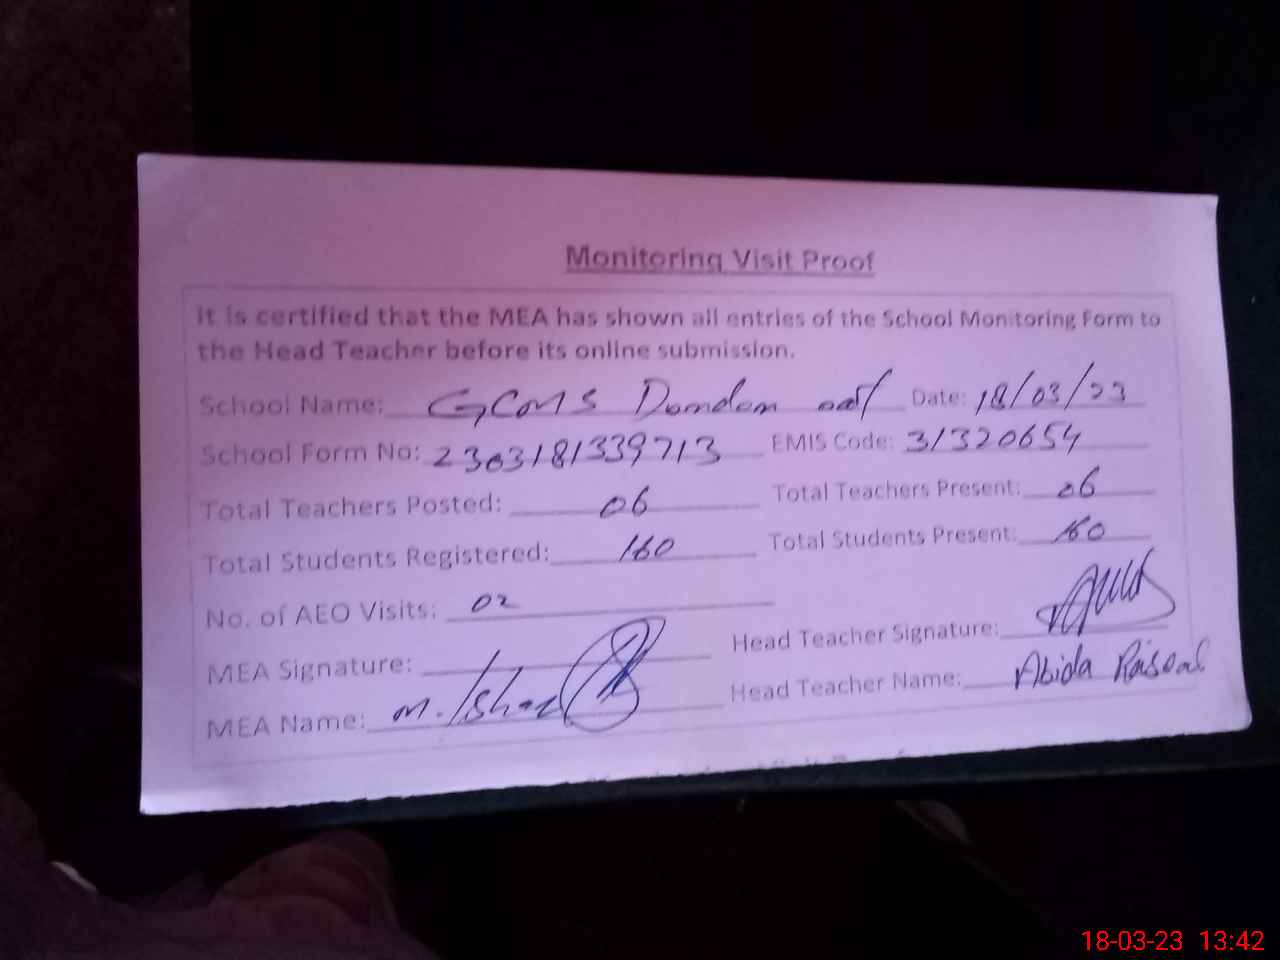 Monitoring Visit Proof
It is certified that the MEA has shown all entries of the School Monitoring Form to
the Head Teacher before its online submission.
School Name: GCMS Domdom Date: 18/03/23
School Form No: 2303181339713 EMIS Code: 31320654
Total Teachers Posted: 06 Total Teachers Present: 06
Total Students Registered: 160 Total Students Present: 160
No. of AEO Visits: 02
MEA Signature: Head Teacher Signature:
MEA Name: M. Irshad Head Teacher Name: Abida
18-03-23 13:42